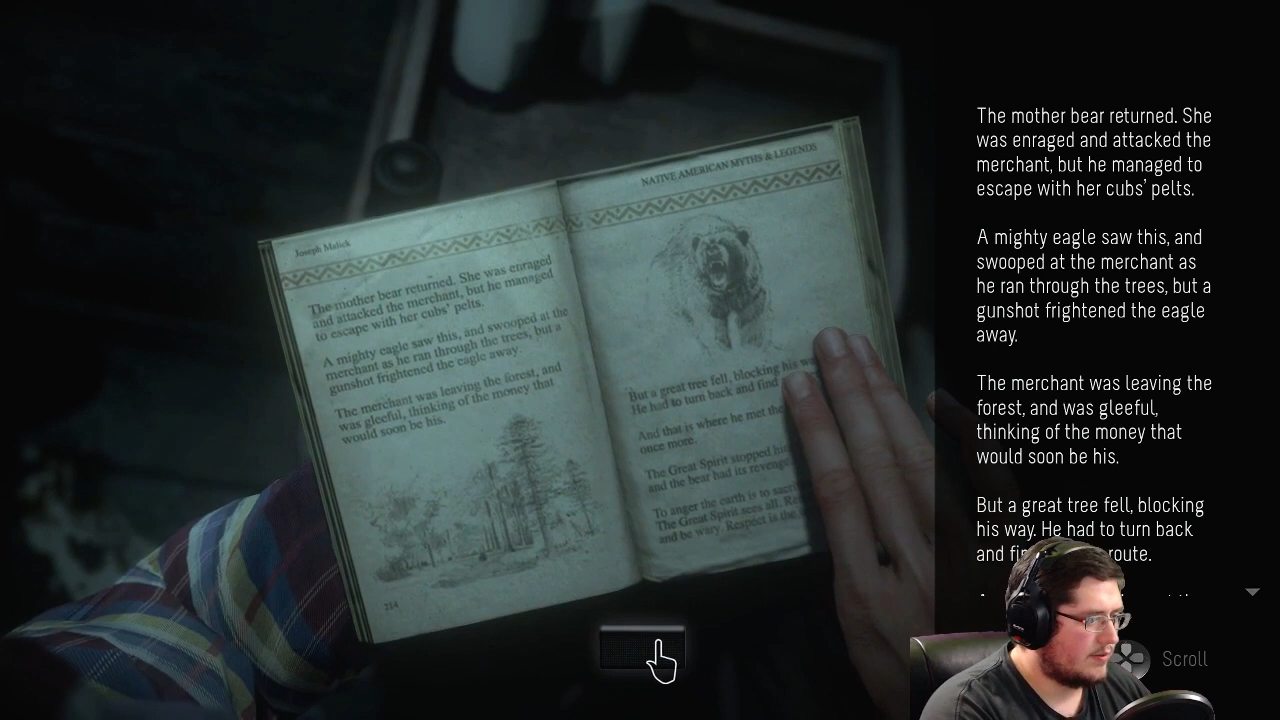 Joseph Malick
The mother bear returned. She was enraged
and attacked the merchant, but he managed
to escape with her cubs' pelts.
A mighty eagle saw this, and swooped at the
merchant as he ran through the trees, but a
gunshot frightened the eagle away.
The merchant was leaving the forest, and
was gleeful, thinking of the money that
would soon be his.
214
NATIVE AMERICAN MYTHS & LEGENDS
But a great tree fell, blocking his
He had to turn back and find
And that is where he met the
once more.
The Great Spirit stopped
and the bear had its revenge
To anger the earth is to
The Great Spirit sees all.
and be wary. Respect is the
The mother bear returned. She
was enraged and attacked the
merchant, but he managed to
escape with her cubs' pelts.
A mighty eagle saw this, and
swooped at the merchant as
he ran through the trees, but a
gunshot frightened the eagle
away.
The merchant was leaving the
forest, and was gleeful,
thinking of the money that
would soon be his.
But a great tree fell, blocking
his way. He had to turn back
and route.
Scroll